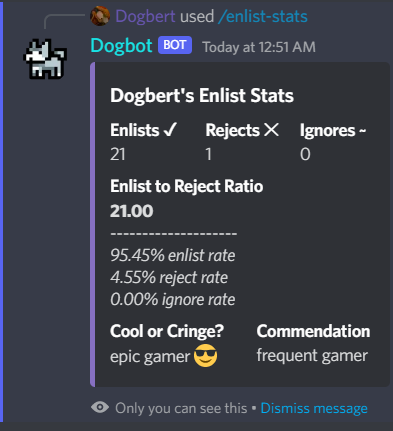 Dogbert used /enlist-stats
Dogbot BOT Today at 12:51 AM
Dogbert's Enlist Stats
Enlists ✓ Rejects ✕ Ignores ~
21 1 0
Enlist to Reject Ratio
21.00
--------------------
95.45% enlist rate
4.55% reject rate
0.00% ignore rate
Cool or Cringe? Commendation
epic gamer 😎 frequent gamer
Only you can see this • Dismiss message